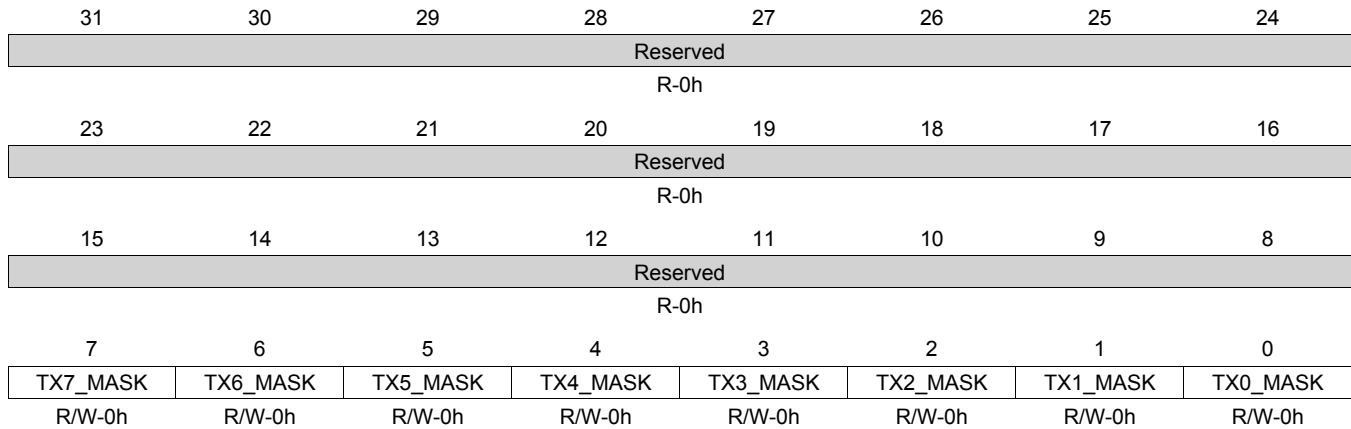 31 30 29 28 27 26 25 24
Reserved
R-0h
23 22 21 20 19 18 17 16
Reserved
R-0h
15 14 13 12 11 10 9 8
Reserved
R-0h
7 6 5 4 3 2 1 0
TX7_MASK TX6_MASK TX5_MASK TX4_MASK TX3_MASK TX2_MASK TX1_MASK TX0_MASK
R/W-0h R/W-0h R/W-0h R/W-0h R/W-0h R/W-0h R/W-0h R/W-0h